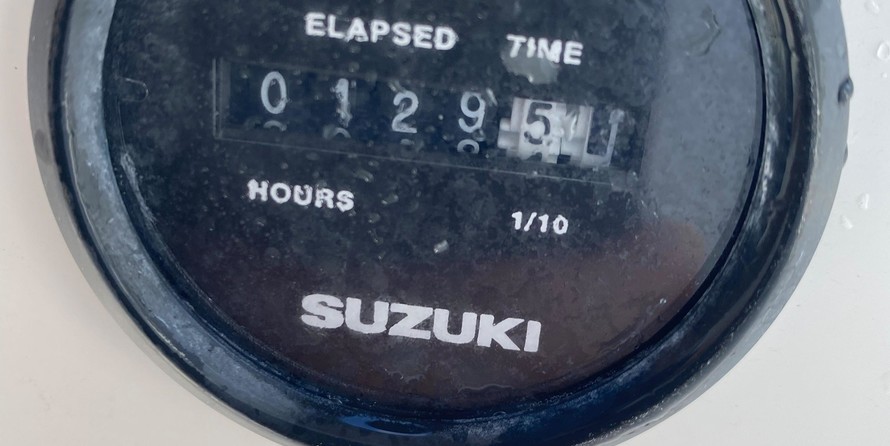 ELAPSED TIME
0 1 2 9 5
HOURS 1/10
SUZUKI